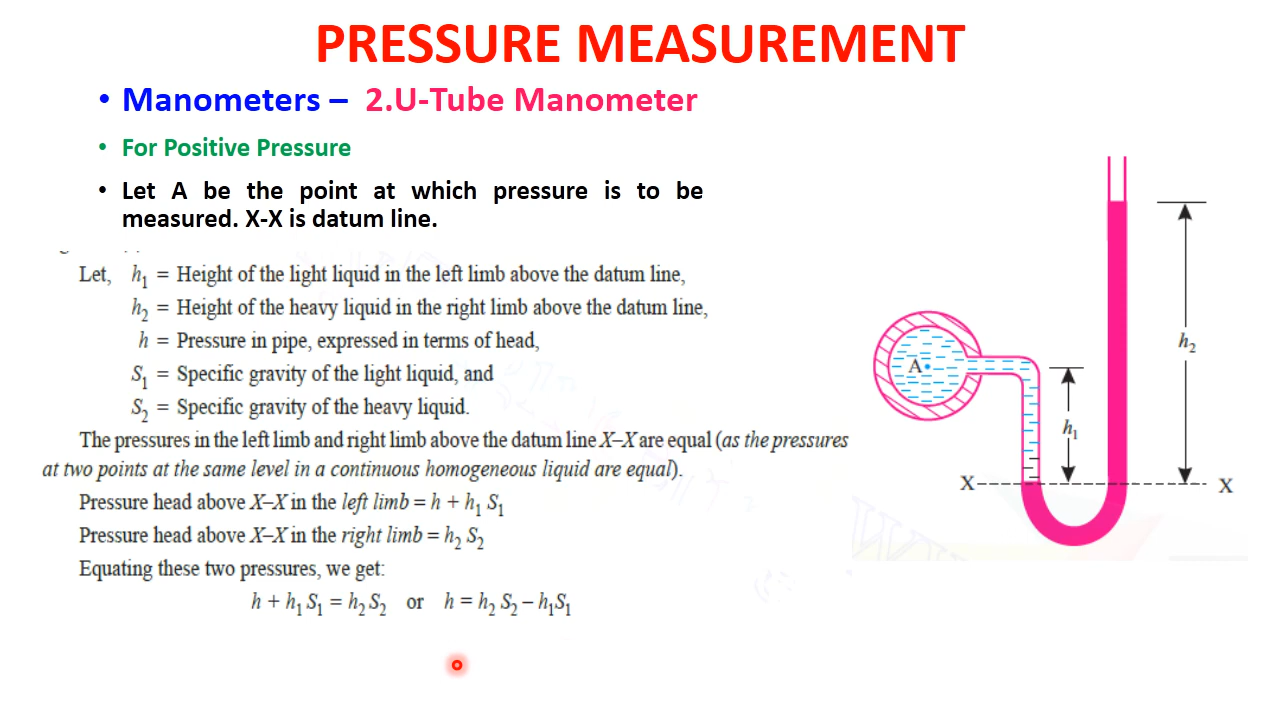 PRESSURE MEASUREMENT
• Manometers – 2.U-Tube Manometer
• For Positive Pressure
• Let A be the point at which pressure is to be
measured. X-X is datum line.
Let, h₁ = Height of the light liquid in the left limb above the datum line,
h₂ = Height of the heavy liquid in the right limb above the datum line,
h = Pressure in pipe, expressed in terms of head,
S₁ = Specific gravity of the light liquid, and
S₂ = Specific gravity of the heavy liquid.
The pressures in the left limb and right limb above the datum line X–X are equal (as the pressures
at two points at the same level in a continuous homogeneous liquid are equal).
Pressure head above X–X in the left limb = h + h₁ S₁
Pressure head above X–X in the right limb = h₂ S₂
Equating these two pressures, we get:
h + h₁ S₁ = h₂ S₂ or h = h₂ S₂ – h₁S₁
A
h₁
h₂
X
X